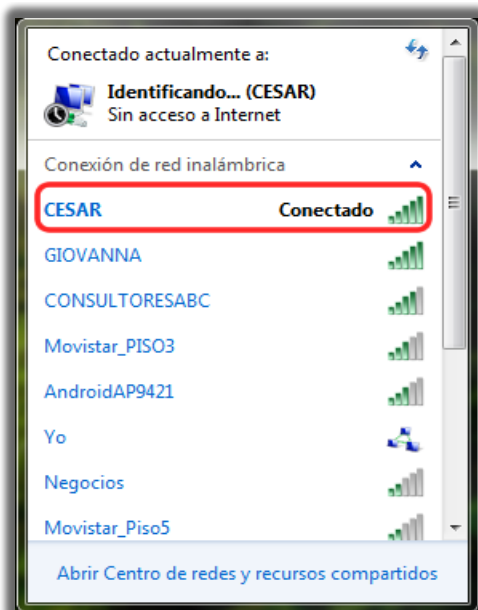 Conectado actualmente a:
Identificando... (CESAR)
Sin acceso a Internet
Conexión de red inalámbrica
CESAR Conectado
GIOVANNA
CONSULTORESABC
Movistar_PISO3
AndroidAP9421
Yo
Negocios
Movistar_Piso5
Abrir Centro de redes y recursos compartidos